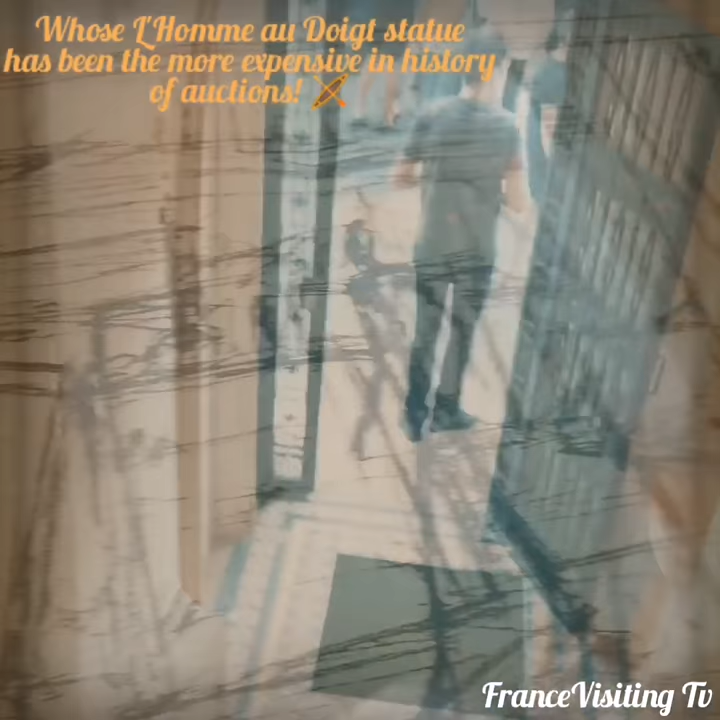 Whose L'Homme au Doigt statue
has been the more expensive in history
of auctions!
FranceVisiting Tv